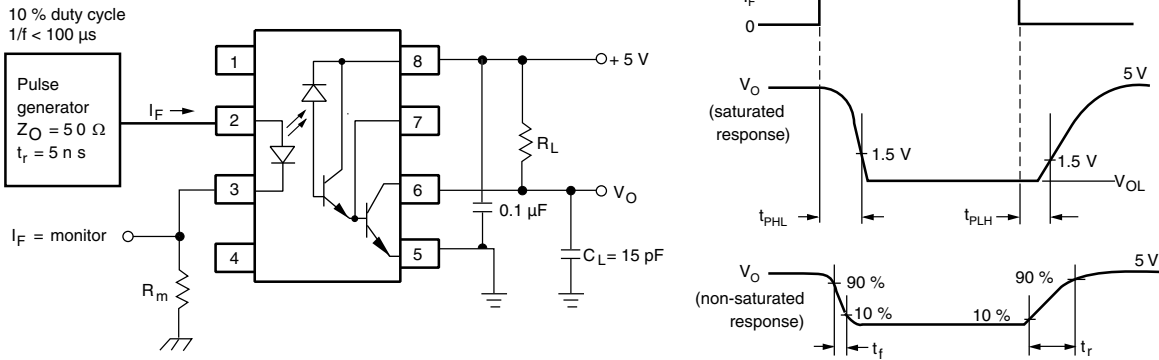 10 % duty cycle
1/f < 100 µs
Pulse
generator
Z_O = 50 Ω
t_r = 5 n s
I_F
1
2
3
4
8
7
6
5
+ 5 V
R_L
V_O
0.1 µF
C_L = 15 pF
I_F = monitor
R_m
I_F
0
V_O
(saturated
response)
5 V
1.5 V
1.5 V
V_OL
t_PHL
t_PLH
V_O
(non-saturated
response)
5 V
90 %
90 %
10 %
10 %
t_f
t_r